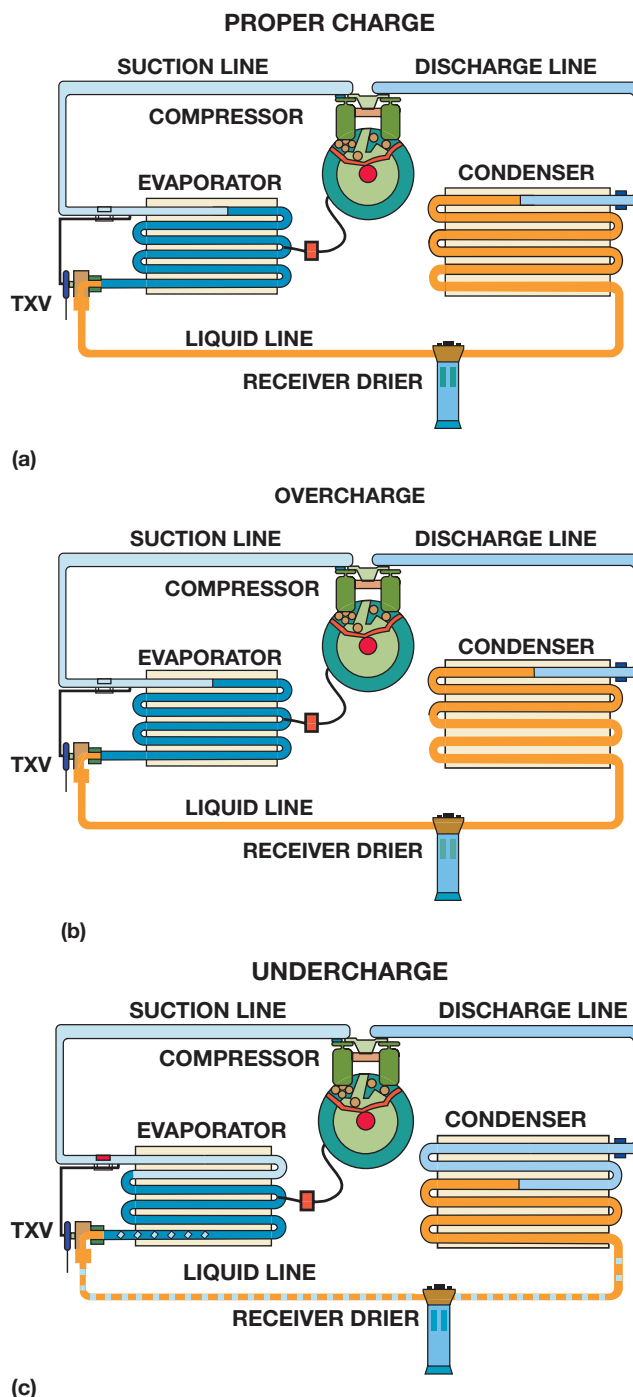 PROPER CHARGE
SUCTION LINE DISCHARGE LINE
COMPRESSOR
EVAPORATOR CONDENSER
TXV
LIQUID LINE
RECEIVER DRIER
(a)
OVERCHARGE
SUCTION LINE DISCHARGE LINE
COMPRESSOR
EVAPORATOR CONDENSER
TXV
LIQUID LINE
RECEIVER DRIER
(b)
UNDERCHARGE
SUCTION LINE DISCHARGE LINE
COMPRESSOR
EVAPORATOR CONDENSER
TXV
LIQUID LINE
RECEIVER DRIER
(c)